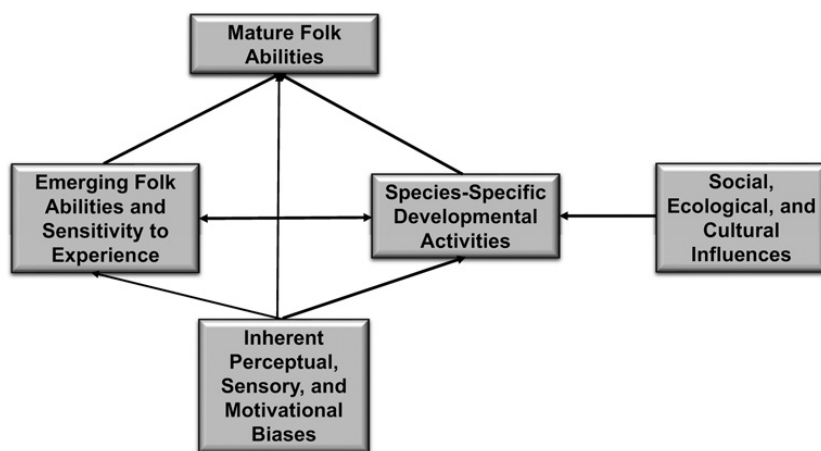 Mature Folk
Abilities
Emerging Folk
Abilities and
Sensitivity to
Experience
Species-Specific
Developmental
Activities
Social,
Ecological, and
Cultural
Influences
Inherent
Perceptual,
Sensory, and
Motivational
Biases